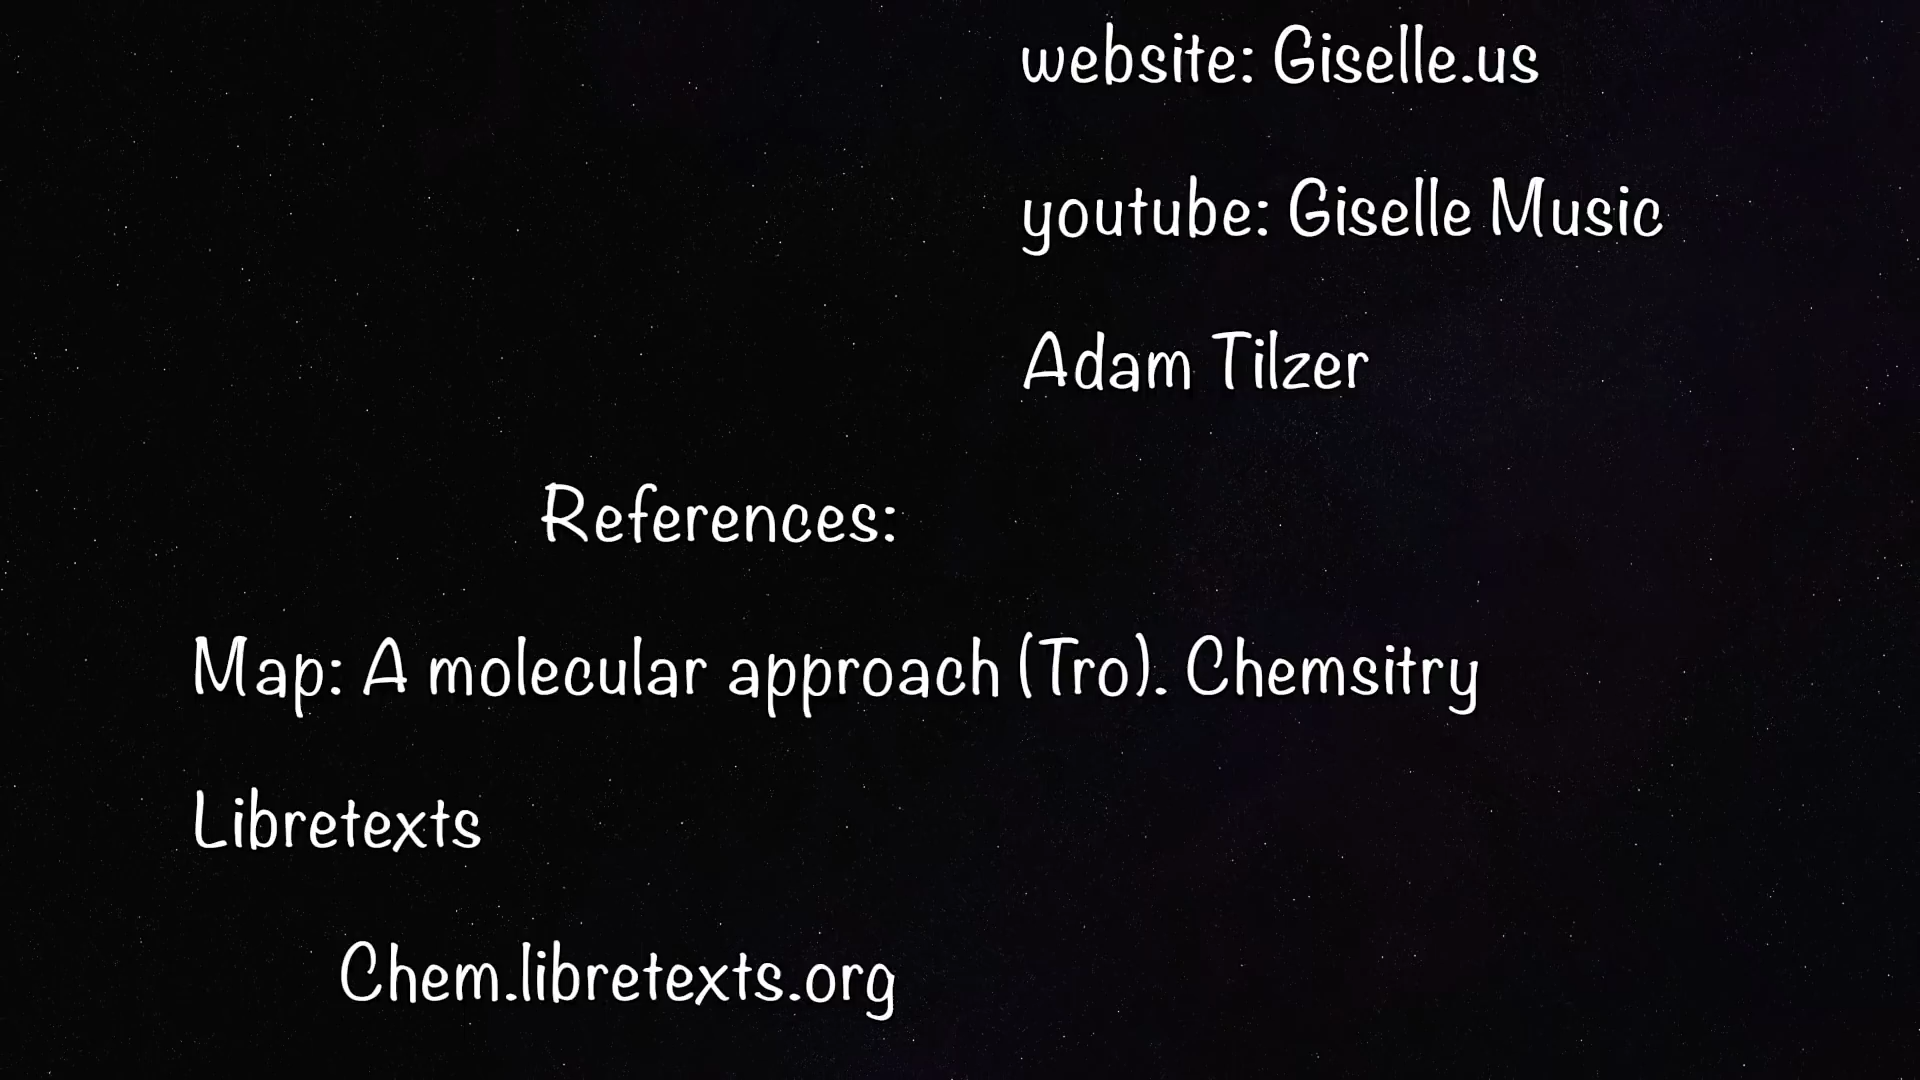 website: Giselle.us
youtube: Giselle Music
Adam Tilzer
References:
Map: A molecular approach (Tro). Chemsitry
Libretexts
Chem.libretexts.org